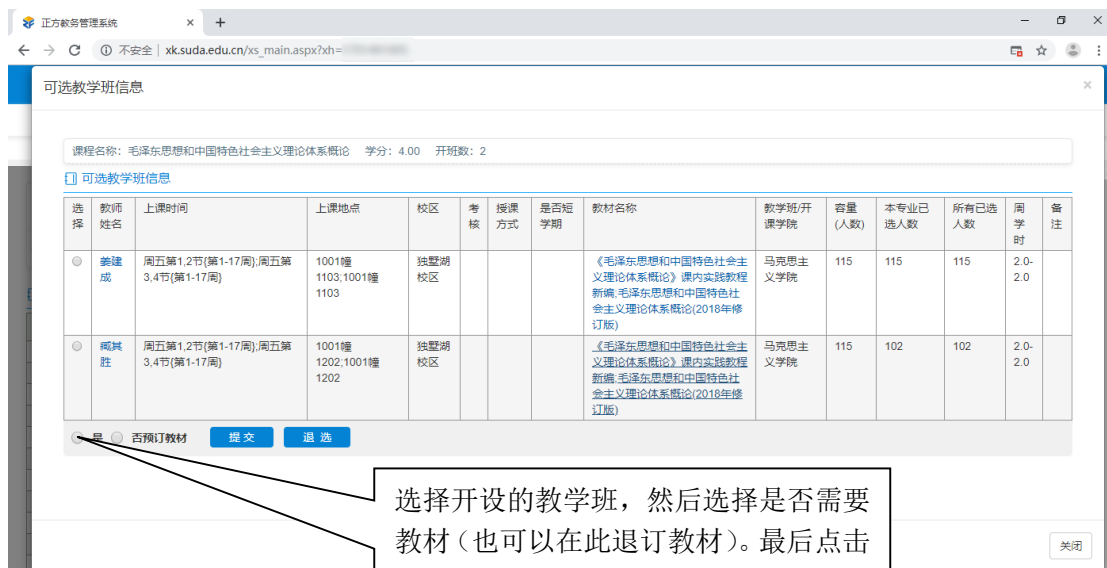 正方教务管理系统
不安全 | xk.suda.edu.cn/xs_main.aspx?xh=
可选教学班信息
课程名称：毛泽东思想和中国特色社会主义理论体系概论 学分：4.00 开班数：2
可选教学班信息
选择 教师姓名 上课时间 上课地点 校区 考核 授课方式 是否短学期 教材名称 教学班/开课学院 容量(人数) 本专业已选人数 所有已选人数 周学时 备注
姜建成 周五第1,2节{第1-17周};周五第3,4节{第1-17周} 1001幢1103;1001幢1103 独墅湖校区 《毛泽东思想和中国特色社会主义理论体系概论》课内实践教程新编;毛泽东思想和中国特色社会主义理论体系概论(2018年修订版) 马克思主义学院 115 115 115 2.0-2.0
臧其胜 周五第1,2节{第1-17周};周五第3,4节{第1-17周} 1001幢1202;1001幢1202 独墅湖校区 《毛泽东思想和中国特色社会主义理论体系概论》课内实践教程新编;毛泽东思想和中国特色社会主义理论体系概论(2018年修订版) 马克思主义学院 115 102 102 2.0-2.0
是 否预订教材 提交 退选
选择开设的教学班，然后选择是否需要
教材（也可以在此退订教材）。最后点击
关闭